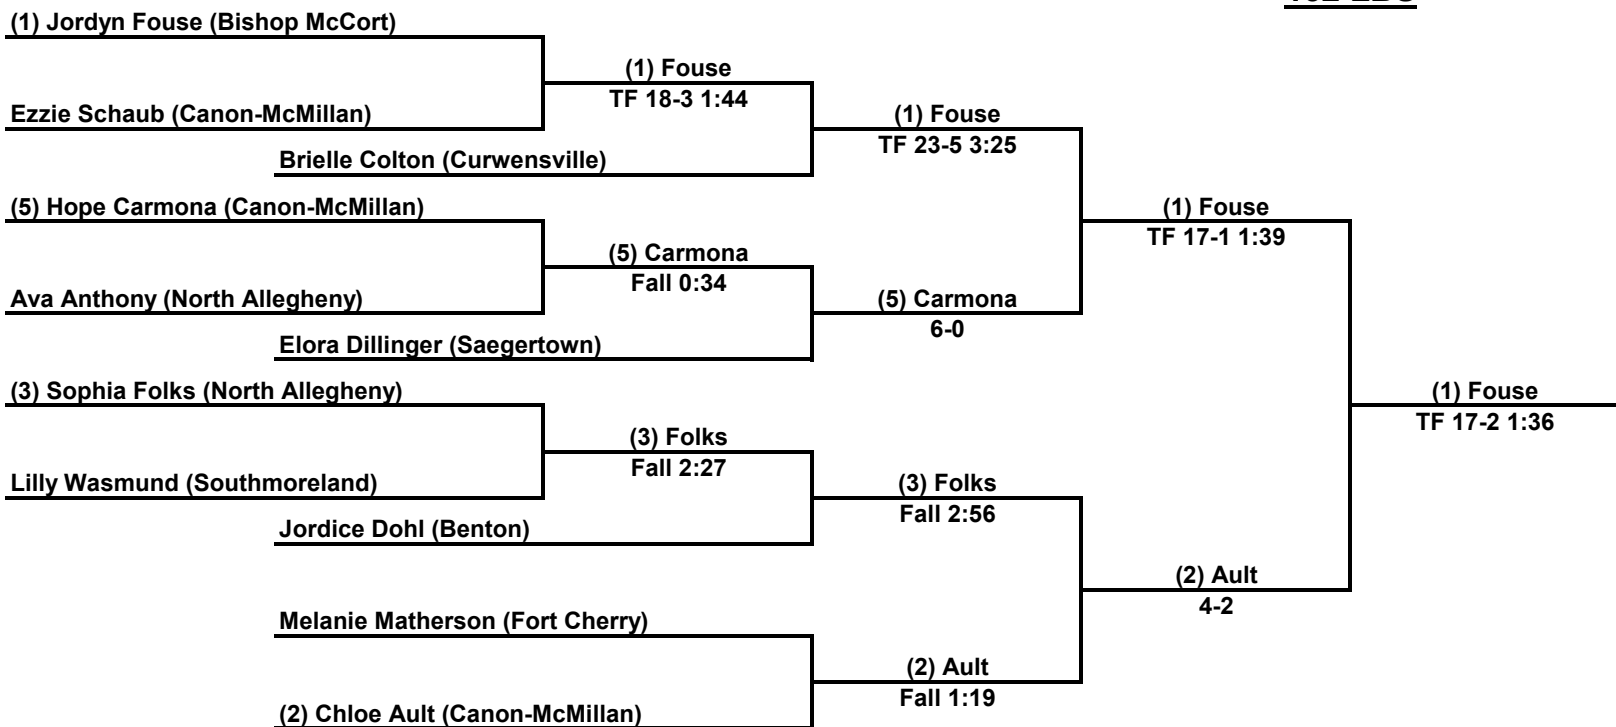 (1) Jordyn Fouse (Bishop McCort)
(1) Fouse
TF 18-3 1:44
Ezzie Schaub (Canon-McMillan)
(1) Fouse
TF 23-5 3:25
Brielle Colton (Curwensville)
(5) Hope Carmona (Canon-McMillan)
(1) Fouse
TF 17-1 1:39
(5) Carmona
Fall 0:34
Ava Anthony (North Allegheny)
(5) Carmona
6-0
Elora Dillinger (Saegertown)
(3) Sophia Folks (North Allegheny)
(1) Fouse
TF 17-2 1:36
(3) Folks
Fall 2:27
Lilly Wasmund (Southmoreland)
(3) Folks
Fall 2:56
Jordice Dohl (Benton)
(2) Ault
4-2
Melanie Matherson (Fort Cherry)
(2) Ault
Fall 1:19
(2) Chloe Ault (Canon-McMillan)